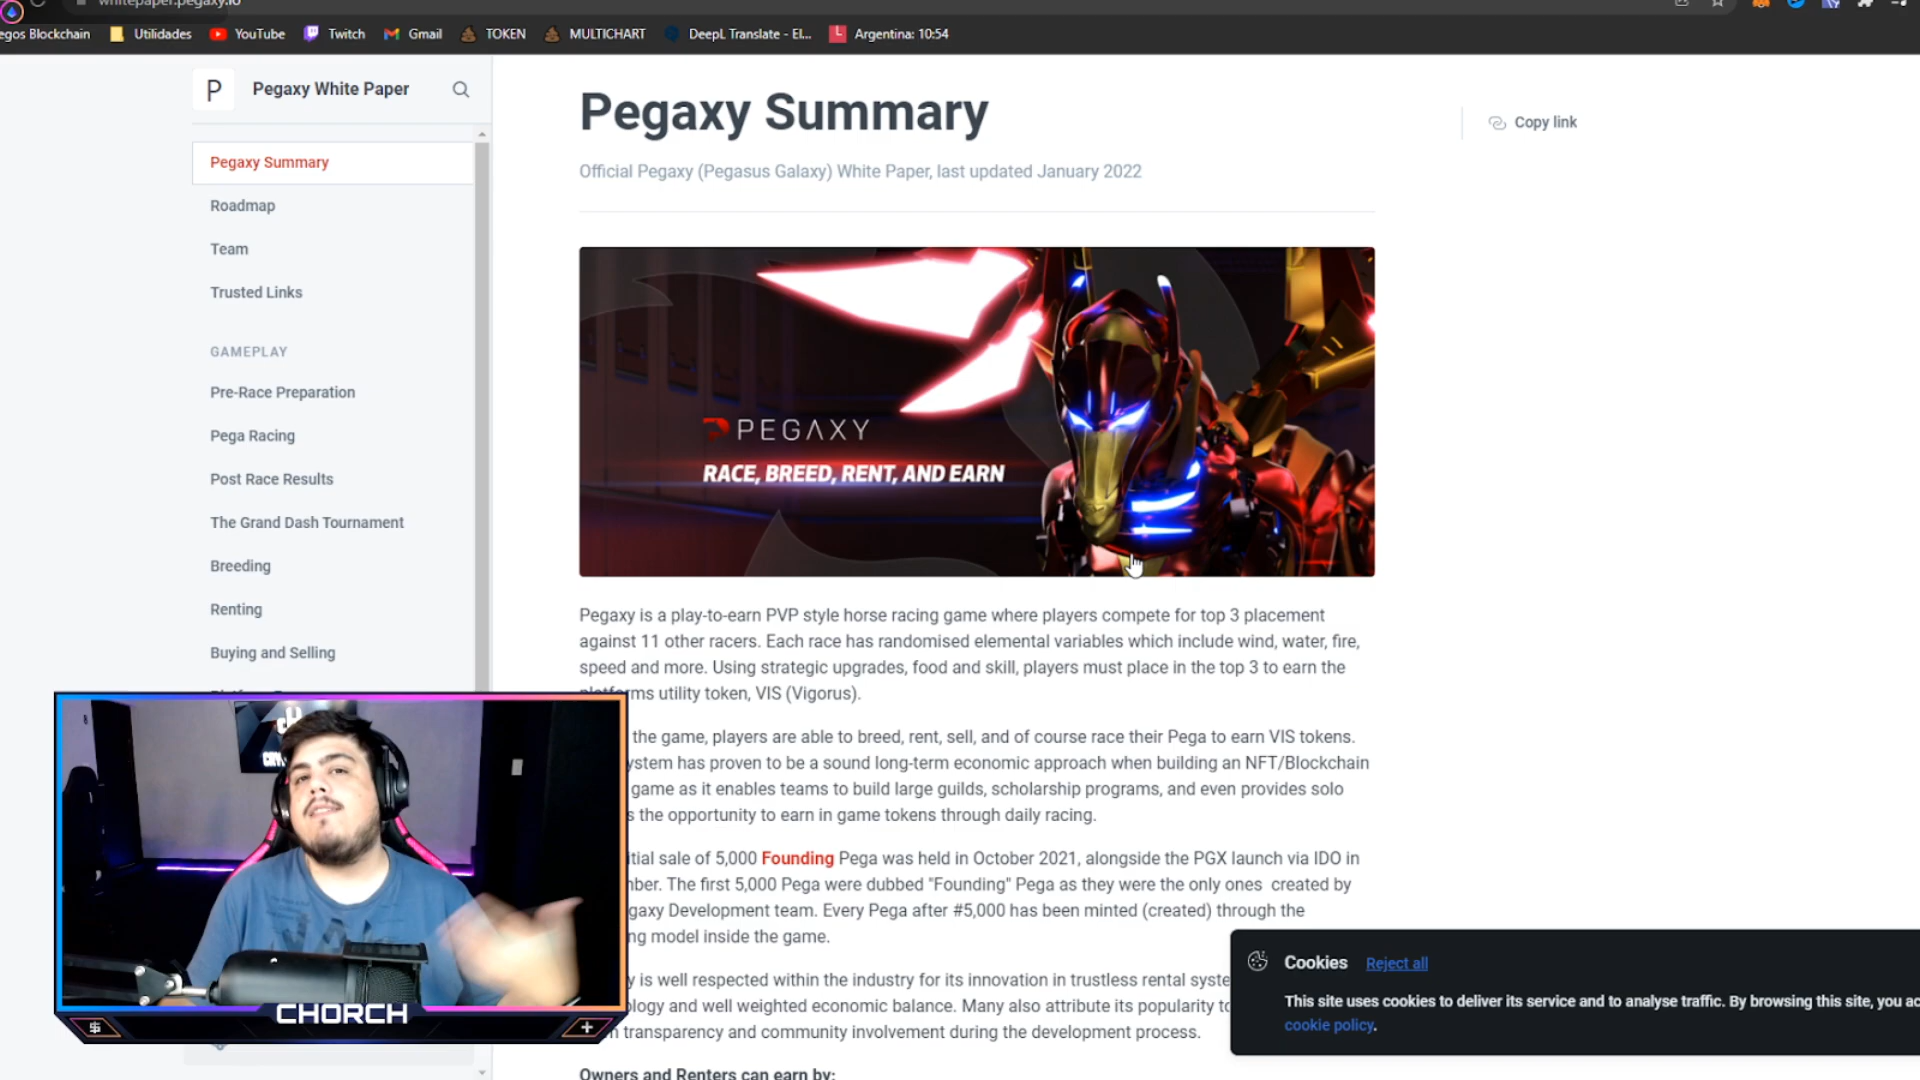 whitepaper.pegaxy.io
egos Blockchain Utilidades YouTube Twitch Gmail TOKEN MULTICHART DeepL Translate - El... Argentina: 10:54
P Pegaxy White Paper
Pegaxy Summary
Roadmap
Team
Trusted Links
GAMEPLAY
Pre-Race Preparation
Pega Racing
Post Race Results
The Grand Dash Tournament
Breeding
Renting
Buying and Selling
Pegaxy Summary
Copy link
Official Pegaxy (Pegasus Galaxy) White Paper, last updated January 2022
PEGAXY
RACE, BREED, RENT, AND EARN
Pegaxy is a play-to-earn PVP style horse racing game where players compete for top 3 placement
against 11 other racers. Each race has randomised elemental variables which include wind, water, fire,
speed and more. Using strategic upgrades, food and skill, players must place in the top 3 to earn the
platforms utility token, VIS (Vigorus).
the game, players are able to breed, rent, sell, and of course race their Pega to earn VIS tokens.
ystem has proven to be a sound long-term economic approach when building an NFT/Blockchain
game as it enables teams to build large guilds, scholarship programs, and even provides solo
s the opportunity to earn in game tokens through daily racing.
itial sale of 5,000 Founding Pega was held in October 2021, alongside the PGX launch via IDO in
nber. The first 5,000 Pega were dubbed "Founding" Pega as they were the only ones created by
gaxy Development team. Every Pega after #5,000 has been minted (created) through the
ng model inside the game.
y is well respected within the industry for its innovation in trustless rental syste
ology and well weighted economic balance. Many also attribute its popularity to
n transparency and community involvement during the development process.
Owners and Renters can earn by:
CHORCH
Cookies Reject all
This site uses cookies to deliver its service and to analyse traffic. By browsing this site, you ac
cookie policy.